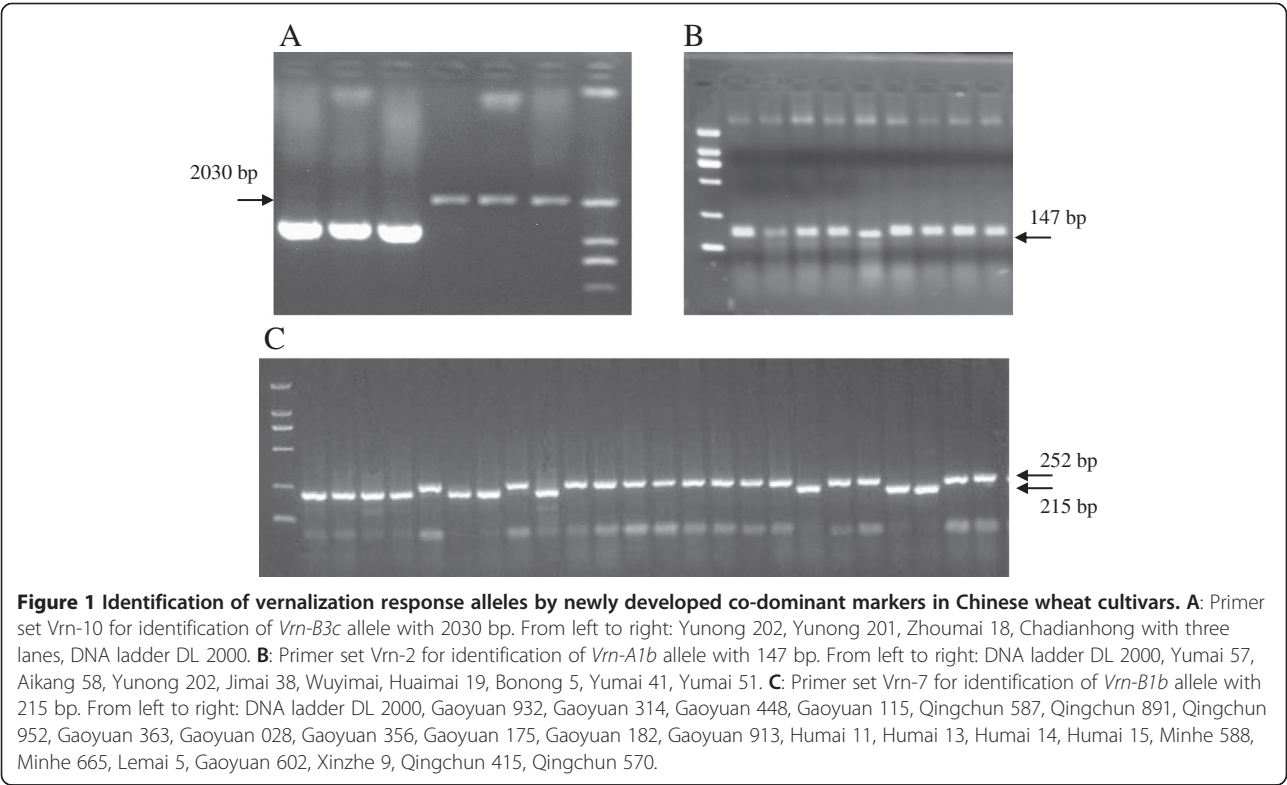 A
B
2030 bp
147 bp
C
252 bp
215 bp
Figure 1 Identification of vernalization response alleles by newly developed co-dominant markers in Chinese wheat cultivars. A: Primer
set Vrn-10 for identification of Vrn-B3c allele with 2030 bp. From left to right: Yunong 202, Yunong 201, Zhoumai 18, Chadianhong with three
lanes, DNA ladder DL 2000. B: Primer set Vrn-2 for identification of Vrn-A1b allele with 147 bp. From left to right: DNA ladder DL 2000, Yumai 57,
Aikang 58, Yunong 202, Jimai 38, Wuyimai, Huaimai 19, Bonong 5, Yumai 41, Yumai 51. C: Primer set Vrn-7 for identification of Vrn-B1b allele with
215 bp. From left to right: DNA ladder DL 2000, Gaoyuan 932, Gaoyuan 314, Gaoyuan 448, Gaoyuan 115, Qingchun 587, Qingchun 891, Qingchun
952, Gaoyuan 363, Gaoyuan 028, Gaoyuan 356, Gaoyuan 175, Gaoyuan 182, Gaoyuan 913, Humai 11, Humai 13, Humai 14, Humai 15, Minhe 588,
Minhe 665, Lemai 5, Gaoyuan 602, Xinzhe 9, Qingchun 415, Qingchun 570.